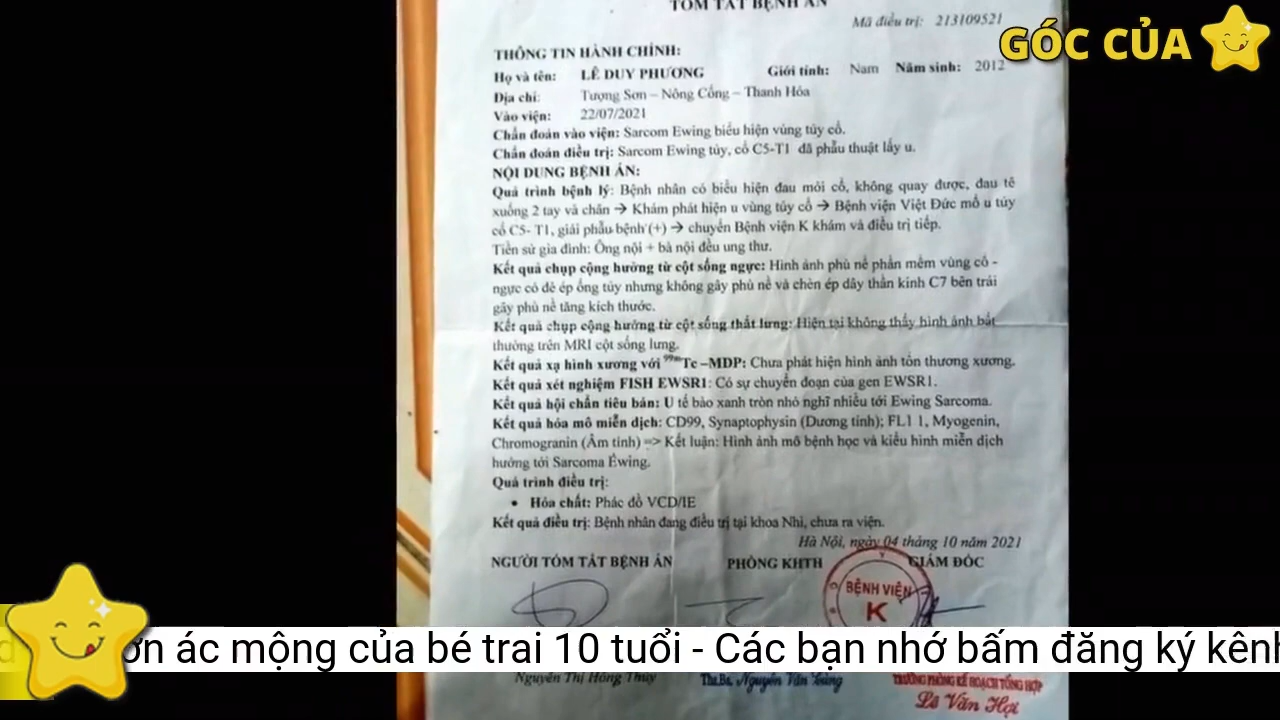 TÓM TẮT BỆNH ÁN
Mã điều trị: 213109521
GÓC CỦA
THÔNG TIN HÀNH CHÍNH:
Họ và tên: LÊ DUY PHƯƠNG Giới tính: Nam Năm sinh: 2012
Địa chỉ: Tượng Sơn – Nông Cống – Thanh Hóa
Vào viện: 22/07/2021
Chẩn đoán vào viện: Sarcom Ewing biểu hiện vùng tủy cổ.
Chẩn đoán điều trị: Sarcom Ewing tủy, cổ C5-T1 đã phẫu thuật lấy u.
NỘI DUNG BỆNH ÁN:
Quá trình bệnh lý: Bệnh nhân có biểu hiện đau mỏi cổ, không quay được, đau tê
xuống 2 tay và chân → Khám phát hiện u vùng tủy cổ → Bệnh viện Việt Đức mổ u tủy
cổ C5- T1, giải phẫu bệnh (+) → chuyển Bệnh viện K khám và điều trị tiếp.
Tiền sử gia đình: Ông nội + bà nội đều ung thư.
Kết quả chụp cộng hưởng từ cột sống ngực: Hình ảnh phù nề phần mềm vùng cổ -
ngực có đè ép ống tủy nhưng không gây phù nề và chèn ép dây thần kinh C7 bên trái
gây phù nề tăng kích thước.
Kết quả chụp cộng hưởng từ cột sống thắt lưng: Hiện tại không thấy hình ảnh bất
thường trên MRI cột sống lưng.
Kết quả xạ hình xương với 99mTc –MDP: Chưa phát hiện hình ảnh tổn thương xương.
Kết quả xét nghiệm FISH EWSR1: Có sự chuyển đoạn của gen EWSR1.
Kết quả hội chẩn tiêu bản: U tế bào xanh tròn nhỏ nghĩ nhiều tới Ewing Sarcoma.
Kết quả hóa mô miễn dịch: CD99, Synaptophysin (Dương tính); FL1 1, Myogenin,
Chromogranin (Âm tính) => Kết luận: Hình ảnh mô bệnh học và kiểu hình miễn dịch
hướng tới Sarcoma Ewing.
Quá trình điều trị:
• Hóa chất: Phác đồ VCD/IE
Kết quả điều trị: Bệnh nhân đang điều trị tại khoa Nhi, chưa ra viện.
Hà Nội, ngày 04 tháng 10 năm 2021
NGƯỜI TÓM TẮT BỆNH ÁN PHÒNG KHTH GIÁM ĐỐC
BỆNH VIỆN
K
ơn ác mộng của bé trai 10 tuổi - Các bạn nhớ bấm đăng ký kênh
Nguyễn Thị Hồng Thúy Ths.Bs. Nguyễn Văn TRƯỞNG PHÒNG KẾ HOẠCH TỔNG HỢP
Lê Văn Hợi